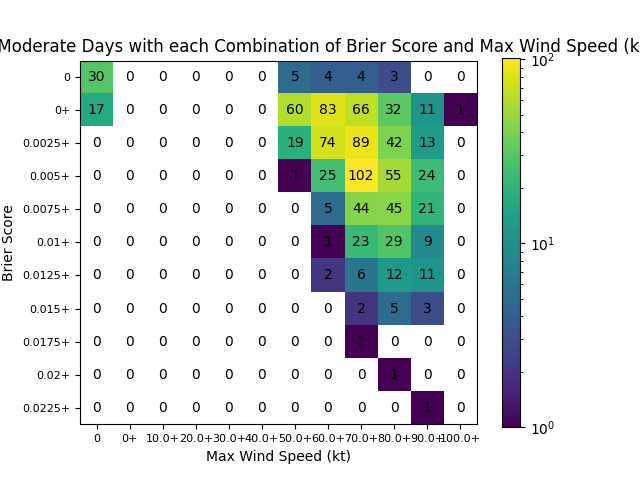 Moderate Days with each Combination of Brier Score and Max Wind Speed (k
0 30 0 0 0 0 0 5 4 4 3 0 0
0+ 17 0 0 0 0 0 60 83 66 32 11 1
0.0025+ 0 0 0 0 0 0 19 74 89 42 13 0
0.005+ 0 0 0 0 0 0 1 25 102 55 24 0
0.0075+ 0 0 0 0 0 0 0 5 44 45 21 0
0.01+ 0 0 0 0 0 0 0 1 23 29 9 0
0.0125+ 0 0 0 0 0 0 0 2 6 12 11 0
0.015+ 0 0 0 0 0 0 0 0 2 5 3 0
0.0175+ 0 0 0 0 0 0 0 0 1 0 0 0
0.02+ 0 0 0 0 0 0 0 0 0 1 0 0
0.0225+ 0 0 0 0 0 0 0 0 0 0 1 0
0 0+ 10.0+ 20.0+ 30.0+ 40.0+ 50.0+ 60.0+ 70.0+ 80.0+ 90.0+ 100.0+
Max Wind Speed (kt)
Brier Score
10²
10¹
10⁰